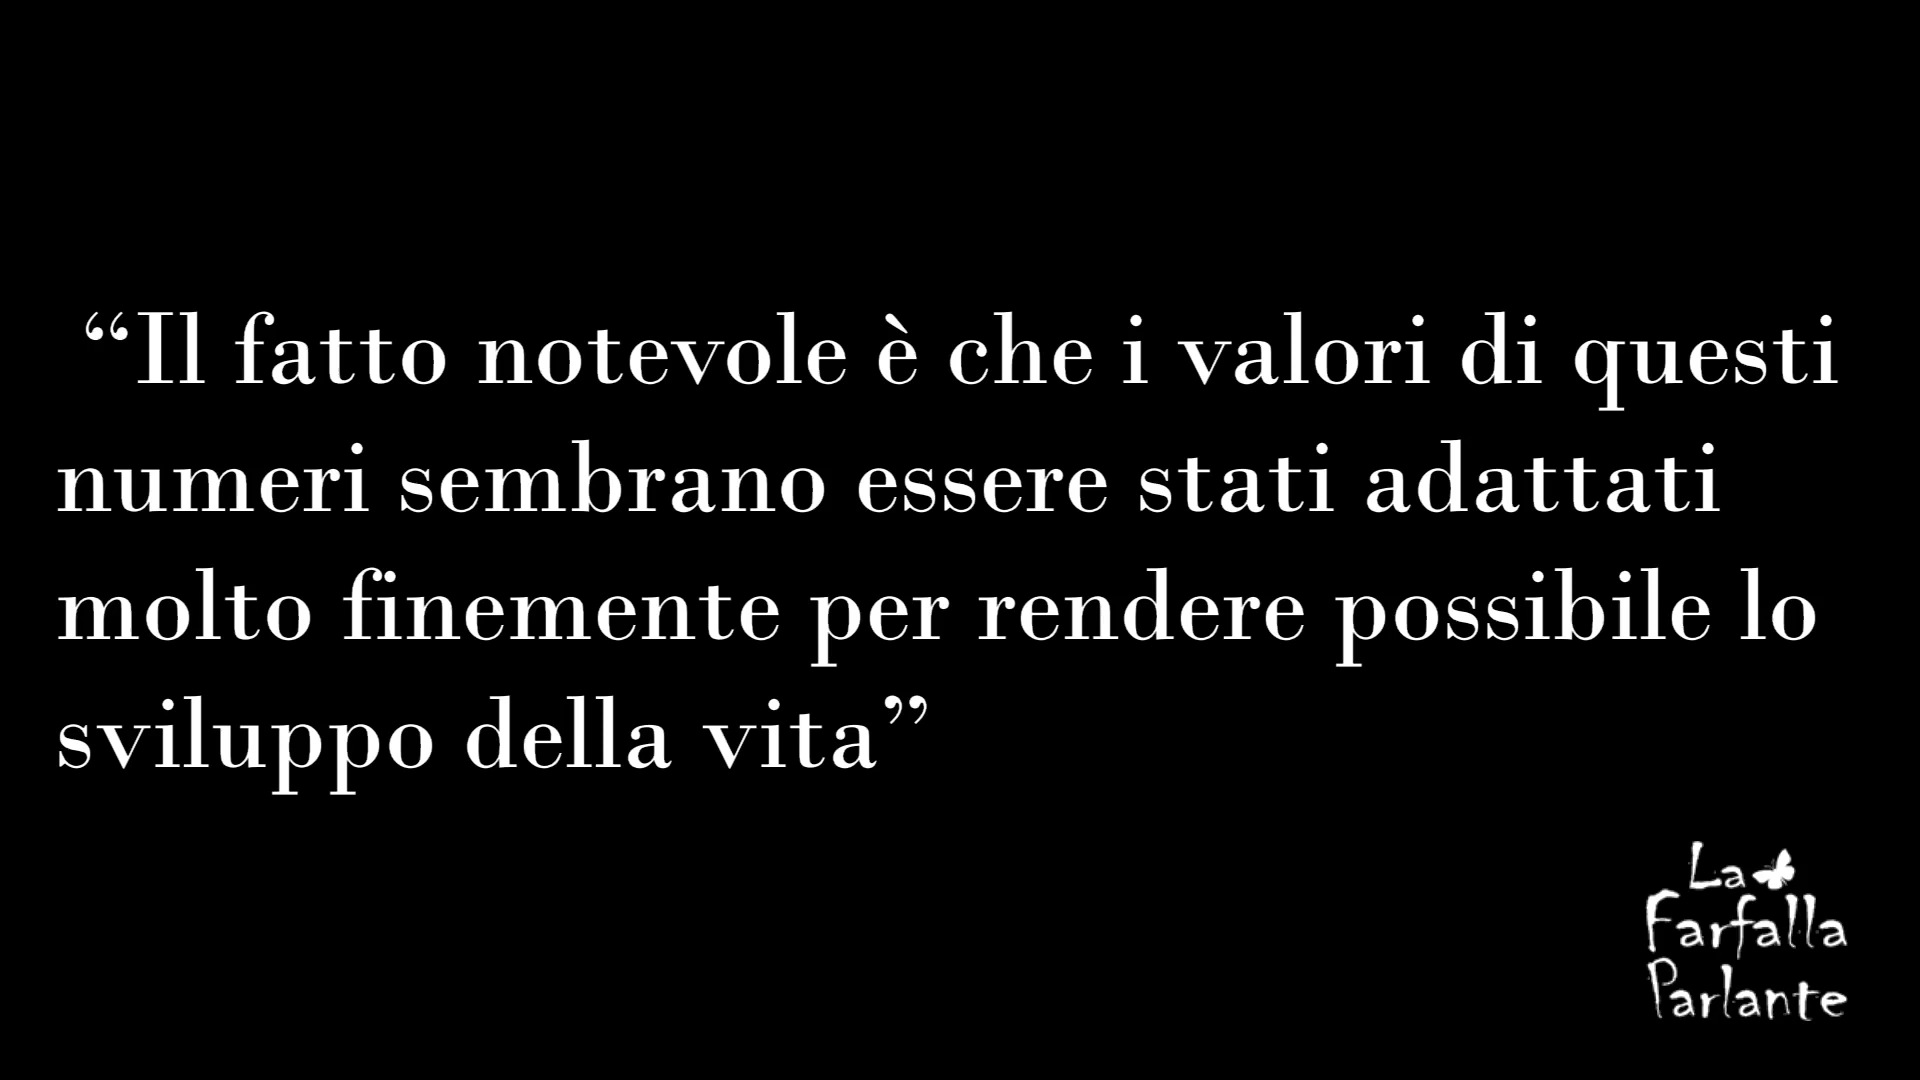 “Il fatto notevole è che i valori di questi
numeri sembrano essere stati adattati
molto finemente per rendere possibile lo
sviluppo della vita”
La
Farfalla
Parlante